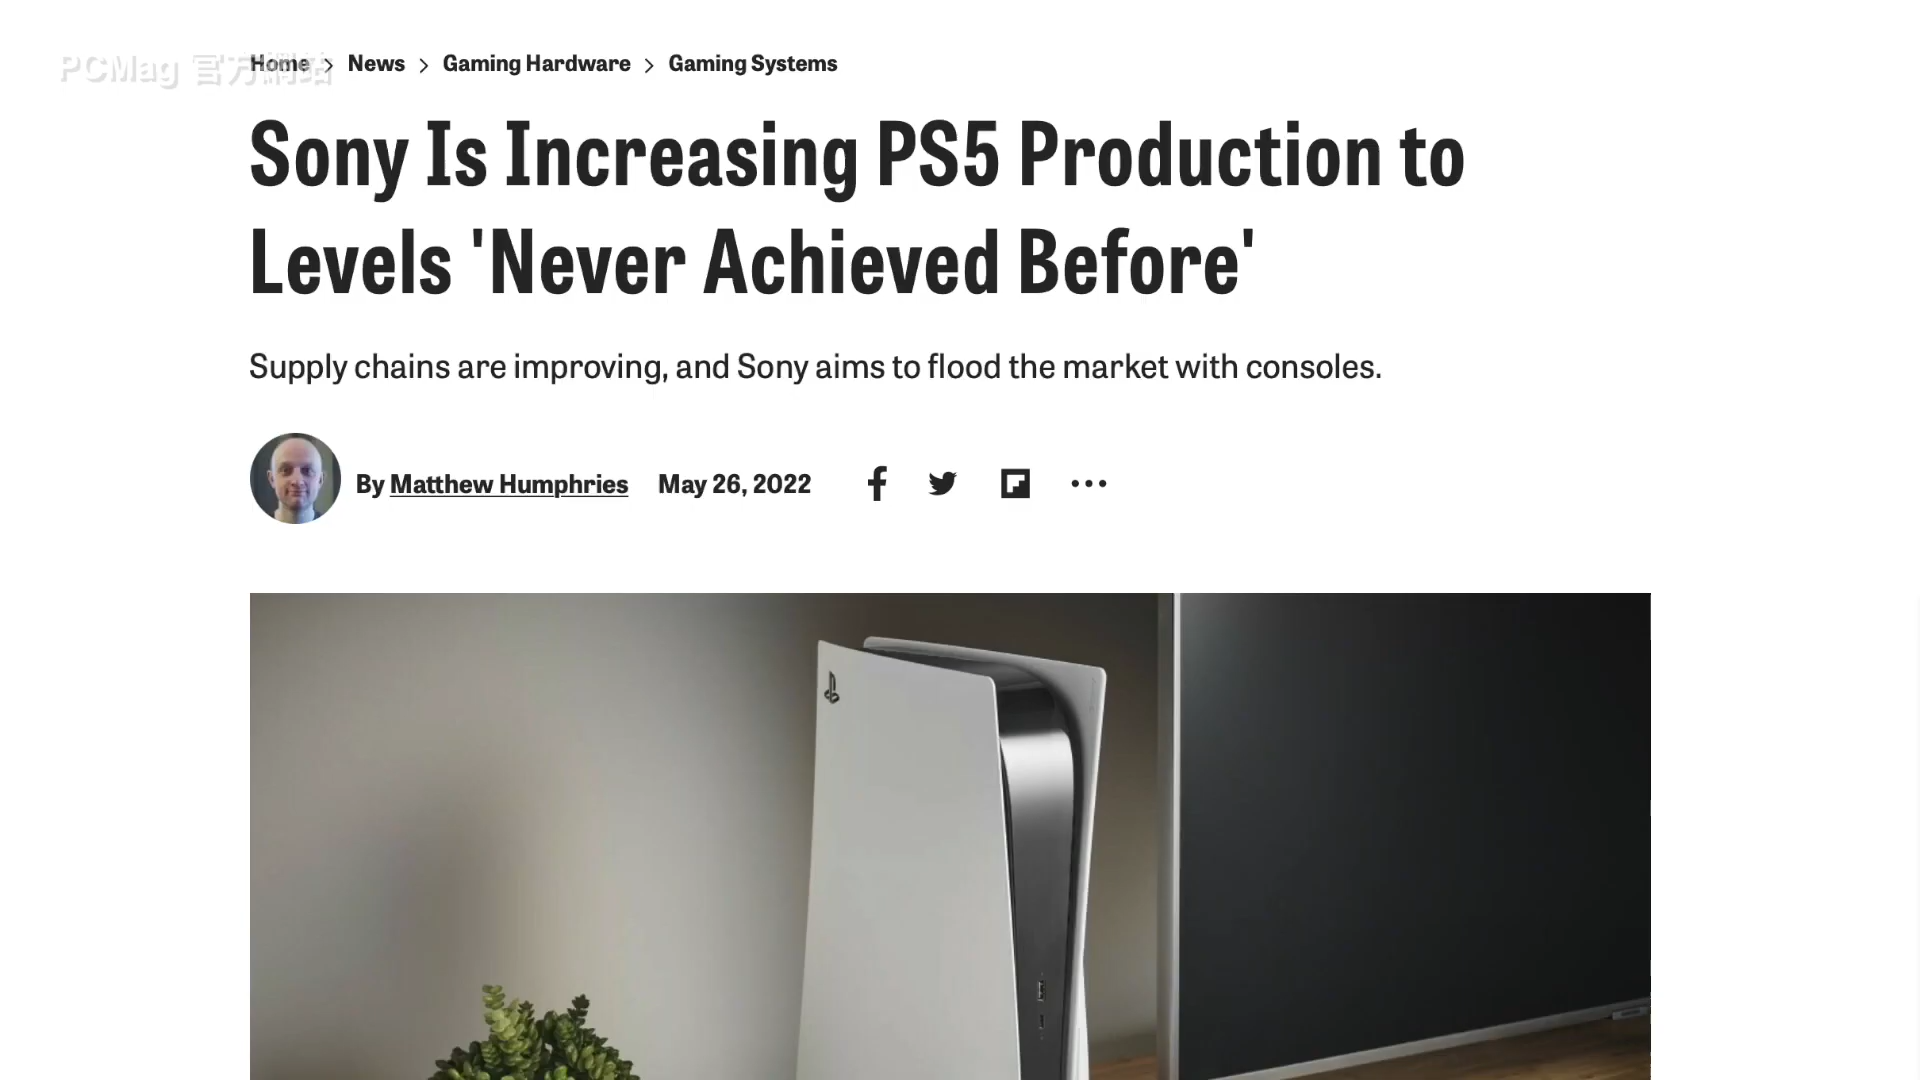 PCMag 官方網站
Home > News > Gaming Hardware > Gaming Systems
Sony Is Increasing PS5 Production to
Levels 'Never Achieved Before'
Supply chains are improving, and Sony aims to flood the market with consoles.
By Matthew Humphries May 26, 2022